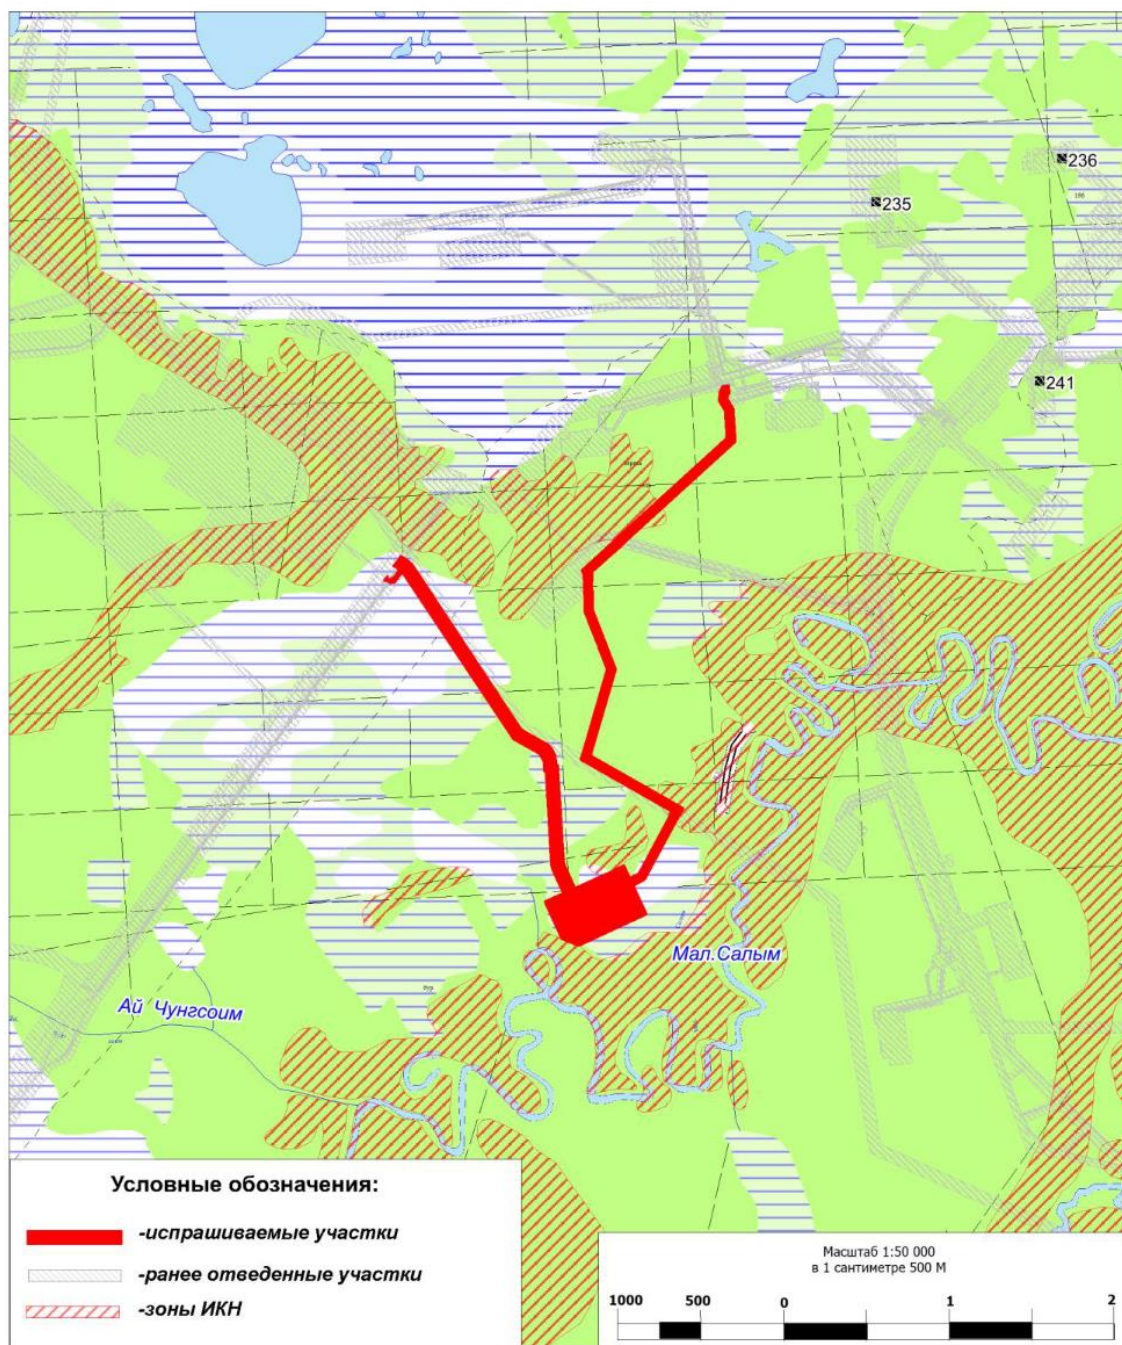 236
235
241
Мал.Салым
Ай Чунгсоим
Условные обозначения:
-испрашиваемые участки
-ранее отведенные участки
-зоны ИКН
Масштаб 1:50 000
в 1 сантиметре 500 М
1000 500 0 1 2